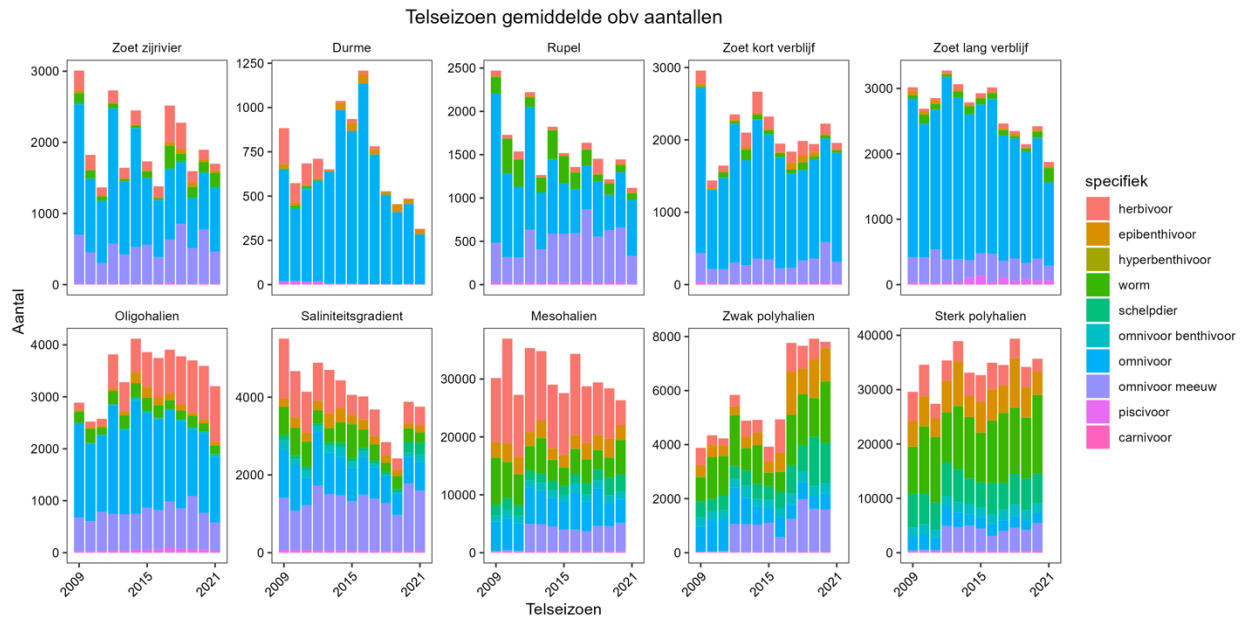 Telseizoen gemiddelde obv aantallen
Zoet zijrivier
Durme
Rupel
Zoet kort verblijf
Zoet lang verblijf
3000
2000
1000
0
1250
1000
750
500
250
0
2500
2000
1500
1000
500
0
3000
2000
1000
0
3000
2000
1000
0
Aantal
Oligohalien
Saliniteitsgradient
Mesohalien
Zwak polyhalien
Sterk polyhalien
4000
3000
2000
1000
0
4000
2000
0
30000
20000
10000
0
8000
6000
4000
2000
0
40000
30000
20000
10000
0
2009 2015 2021
2009 2015 2021
2009 2015 2021
2009 2015 2021
2009 2015 2021
Telseizoen
specifiek
herbivoor
epibenthivoor
hyperbenthivoor
worm
schelpdier
omnivoor benthivoor
omnivoor
omnivoor meeuw
piscivoor
carnivoor